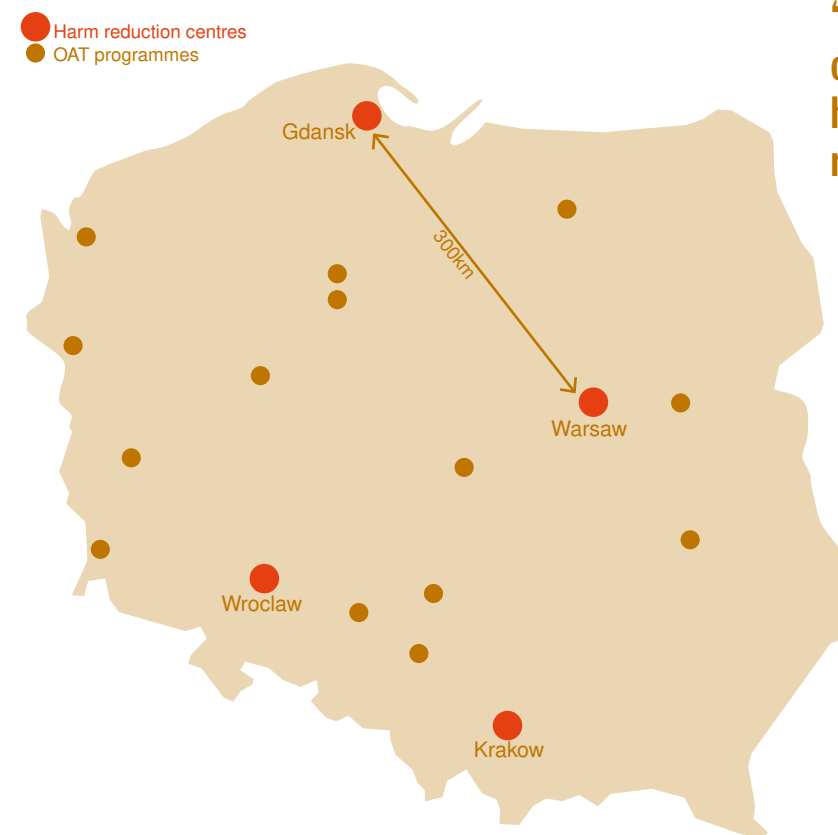 Harm reduction centres
OAT programmes
Gdansk
300km
Warsaw
Wroclaw
Krakow